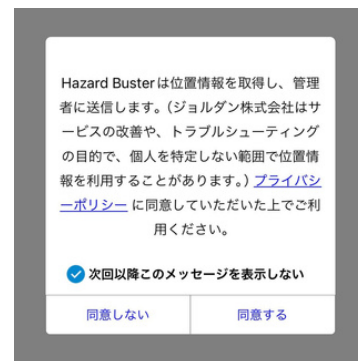 Hazard Busterは位置情報を取得し、管理
者に送信します。(ジョルダン株式会社はサ
ービスの改善や、トラブルシューティング
の目的で、個人を特定しない範囲で位置情
報を利用することがあります。) プライバシ
ーポリシー に同意していただいた上でご利
用ください。
次回以降このメッセージを表示しない
同意しない 同意する